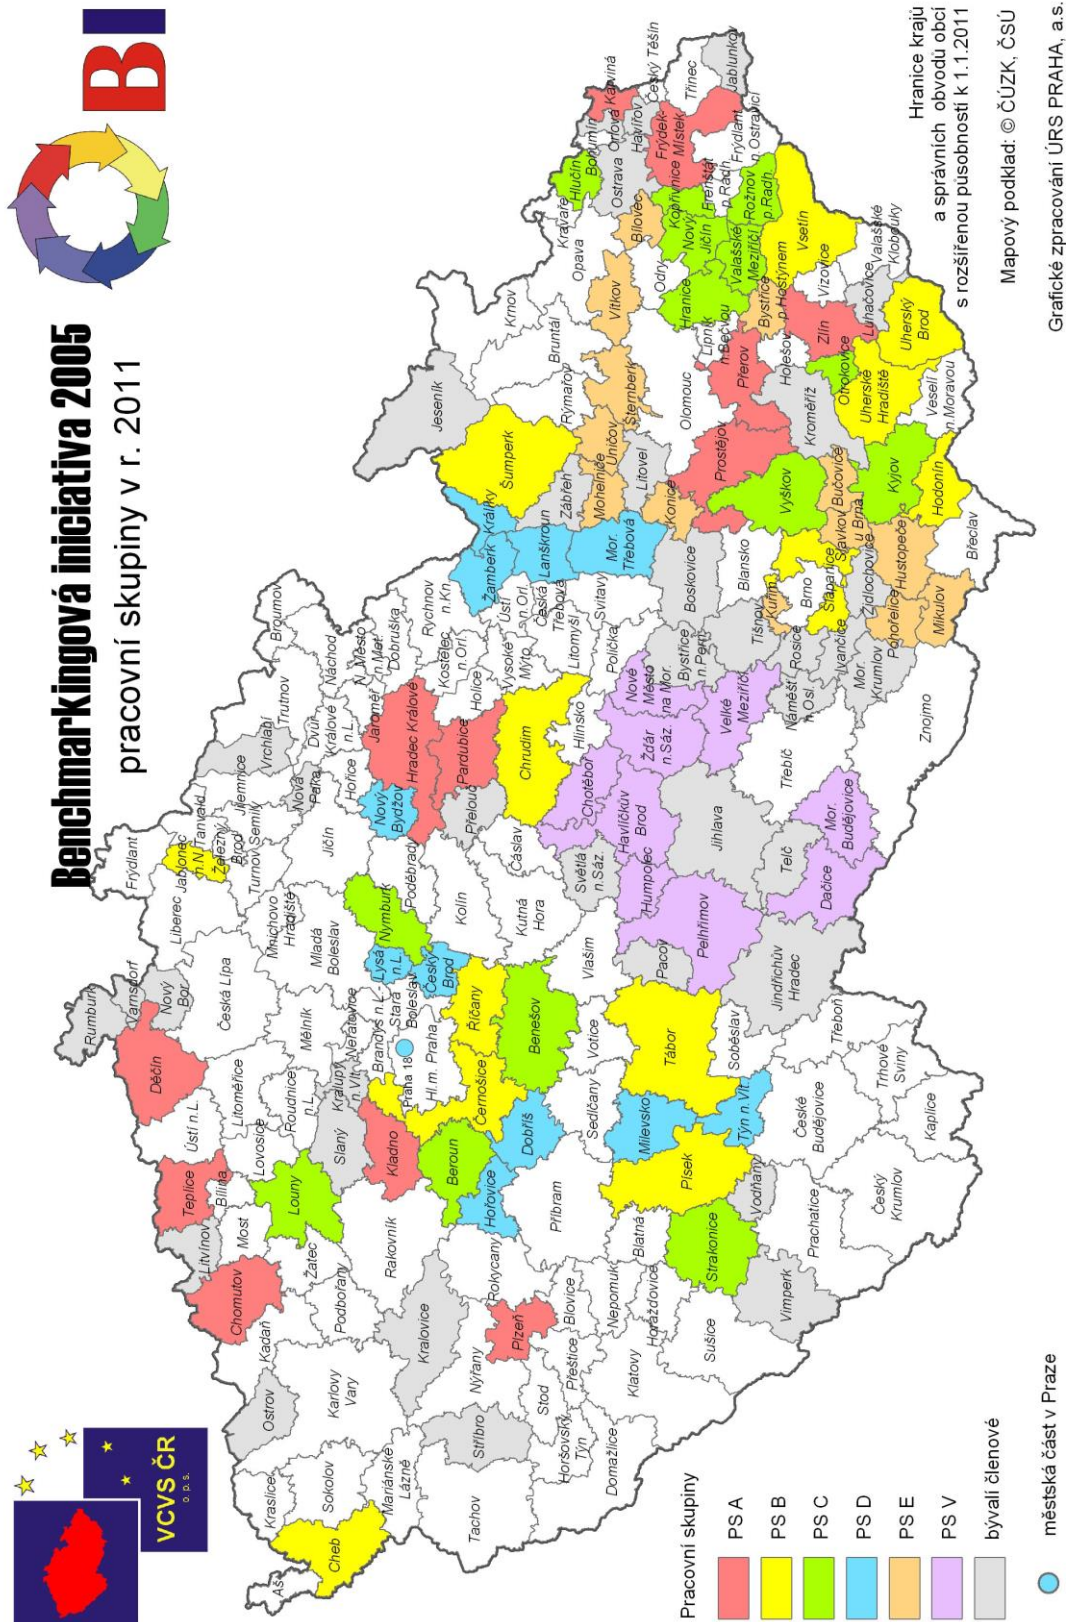 Benchmarkingová iniciativa 2005
pracovní skupiny v r. 2011
BI
VCVS ČR
o. p. s.
Aš
Cheb
Kraslice
Sokolov
Mariánské
Lázně
Tachov
Ostrov
Karlovy
Vary
Kadaň
Chomutov
Litvínov
Most
Teplice
Bílina
Ústí n.L.
Děčín
Rumburk
Varnsdorf
Nový
Bor
Česká Lípa
Litoměřice
Lovosice
Roudnice
n.L.
Mělník
Louny
Žatec
Podbořany
Rakovník
Kralovice
Stříbro
Nýřany
Plzeň
Stod
Horšovský
Týn
Domažlice
Přeštice
Blovice
Nepomuk
Klatovy
Horažďovice
Sušice
Rokycany
Slaný
Kralupy
n.Vlt.
Neratovice
Brandýs n.L.-
Stará
Boleslav
Kladno
Praha 18
Hl.m. Praha
Beroun
Hořovice
Dobříš
Černošice
Říčany
Příbram
Sedlčany
Votice
Benešov
Vlašim
Blatná
Písek
Milevsko
Tábor
Týn n.Vlt.
Soběslav
Strakonice
Vodňany
Vimperk
Prachatice
Český
Krumlov
České
Budějovice
Kaplice
Trhové
Sviny
Třeboň
Jindřichův
Hradec
Frýdlant
Liberec
Jablonec
n.N.
Tanvald
Železný
Brod
Semily
Turnov
Jilemnice
Vrchlabí
Trutnov
Nová
Paka
Jičín
Hořice
Dvůr
Králové
n.L.
Mnichovo
Hradiště
Mladá
Boleslav
Nymburk
Lysá
n.L.
Český
Brod
Poděbrady
Kolín
Kutná
Hora
Čáslav
Broumov
Náchod
N.Město
n.Met.
Jaroměř
Dobruška
Rychnov
n.Kn.
Kostelec
n.Orl.
Nový
Bydžov
Hradec Králové
Pardubice
Přelouč
Holice
Chrudim
Hlinsko
Vysoké
Mýto
Litomyšl
Ústí
n.Orl.
Česká
Třebová
Svitavy
Polička
Žamberk
Králíky
Lanškroun
Mor.
Třebová
Světlá
n.Sáz.
Chotěboř
Havlíčkův
Brod
Humpolec
Pelhřimov
Pacov
Jihlava
Telč
Dačice
Mor.
Budějovice
Třebíč
Velké
Meziříčí
Žďár
n.Sáz.
Nové
Město
na Mor.
Bystřice
n.Pern.
Náměšť
n.Osl.
Znojmo
Mor.
Krumlov
Ivančice
Rosice
Tišnov
Kuřim
Brno
Šlapanice
Blansko
Boskovice
Židlochovice
Pohořelice
Mikulov
Hustopeče
Břeclav
Hodonín
Kyjov
Slavkov
u Brna
Bučovice
Vyškov
Jeseník
Šumperk
Zábřeh
Mohelnice
Uničov
Litovel
Konice
Šternberk
Olomouc
Prostějov
Přerov
Lipník
n.Bečvou
Hranice
Rýmařov
Bruntál
Krnov
Opava
Kravaře
Hlučín
Vítkov
Odry
Bílovec
Ostrava
Bohumín
Orlová
Karviná
Havířov
Český Těšín
Třinec
Jablunkov
Frýdek-
Místek
Frýdlant
n.Ostravicí
Frenštát
p.Radh.
Kopřivnice
Nový
Jičín
Rožnov
p.Radh.
Valašské
Meziříčí
Vsetín
Bystřice
p.Hostýnem
Holešov
Kroměříž
Zlín
Vizovice
Luhačovice
Valašské
Klobouky
Otrokovice
Uherské
Hradiště
Uherský
Brod
Veselí
n.Moravou
Pracovní skupiny
PS A
PS B
PS C
PS D
PS E
PS V
bývalí členové
městská část v Praze
Hranice krajů
a správních obvodů obcí
s rozšířenou působností k 1.1.2011
Mapový podklad: © ČÚZK, ČSÚ
Grafické zpracování ÚRS PRAHA, a.s.